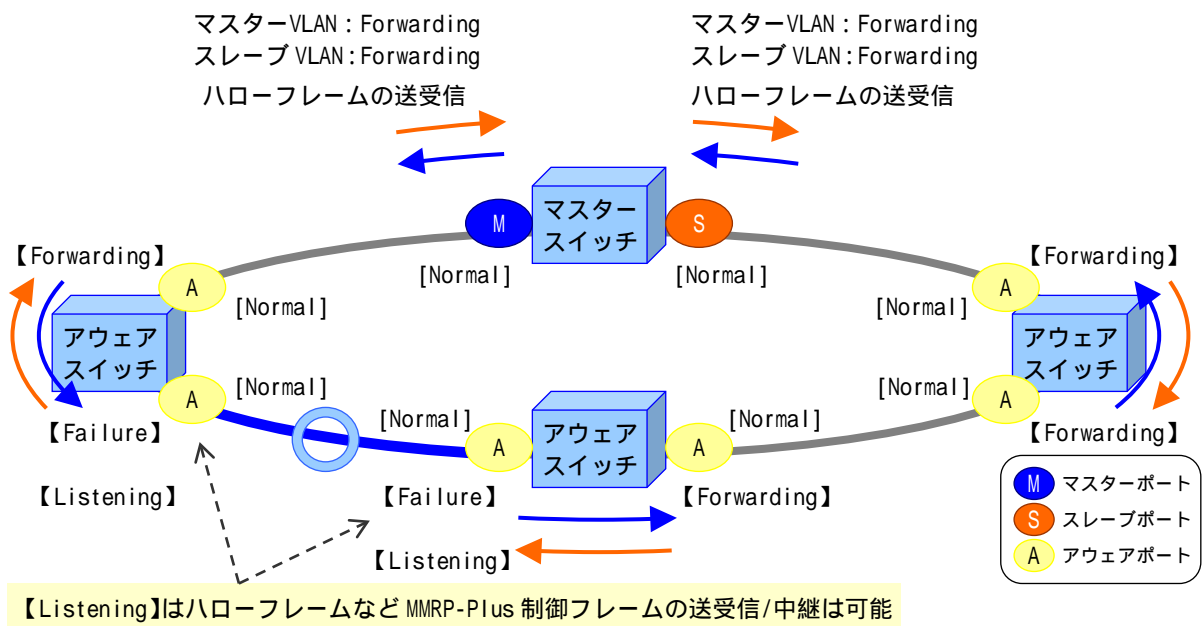 マスターVLAN：Forwarding
スレーブ VLAN：Forwarding
ハローフレームの送受信
マスターVLAN：Forwarding
スレーブ VLAN：Forwarding
ハローフレームの送受信
M
マスター
スイッチ
S
[Normal]
[Normal]
【Forwarding】
A
[Normal]
アウェア
スイッチ
A
[Normal]
【Failure】
【Listening】
【Forwarding】
A
[Normal]
アウェア
スイッチ
A
[Normal]
【Forwarding】
[Normal]
A
アウェア
スイッチ
A
[Normal]
【Failure】
【Forwarding】
【Listening】
M マスターポート
S スレーブポート
A アウェアポート
【Listening】はハローフレームなど MMRP-Plus 制御フレームの送受信/中継は可能